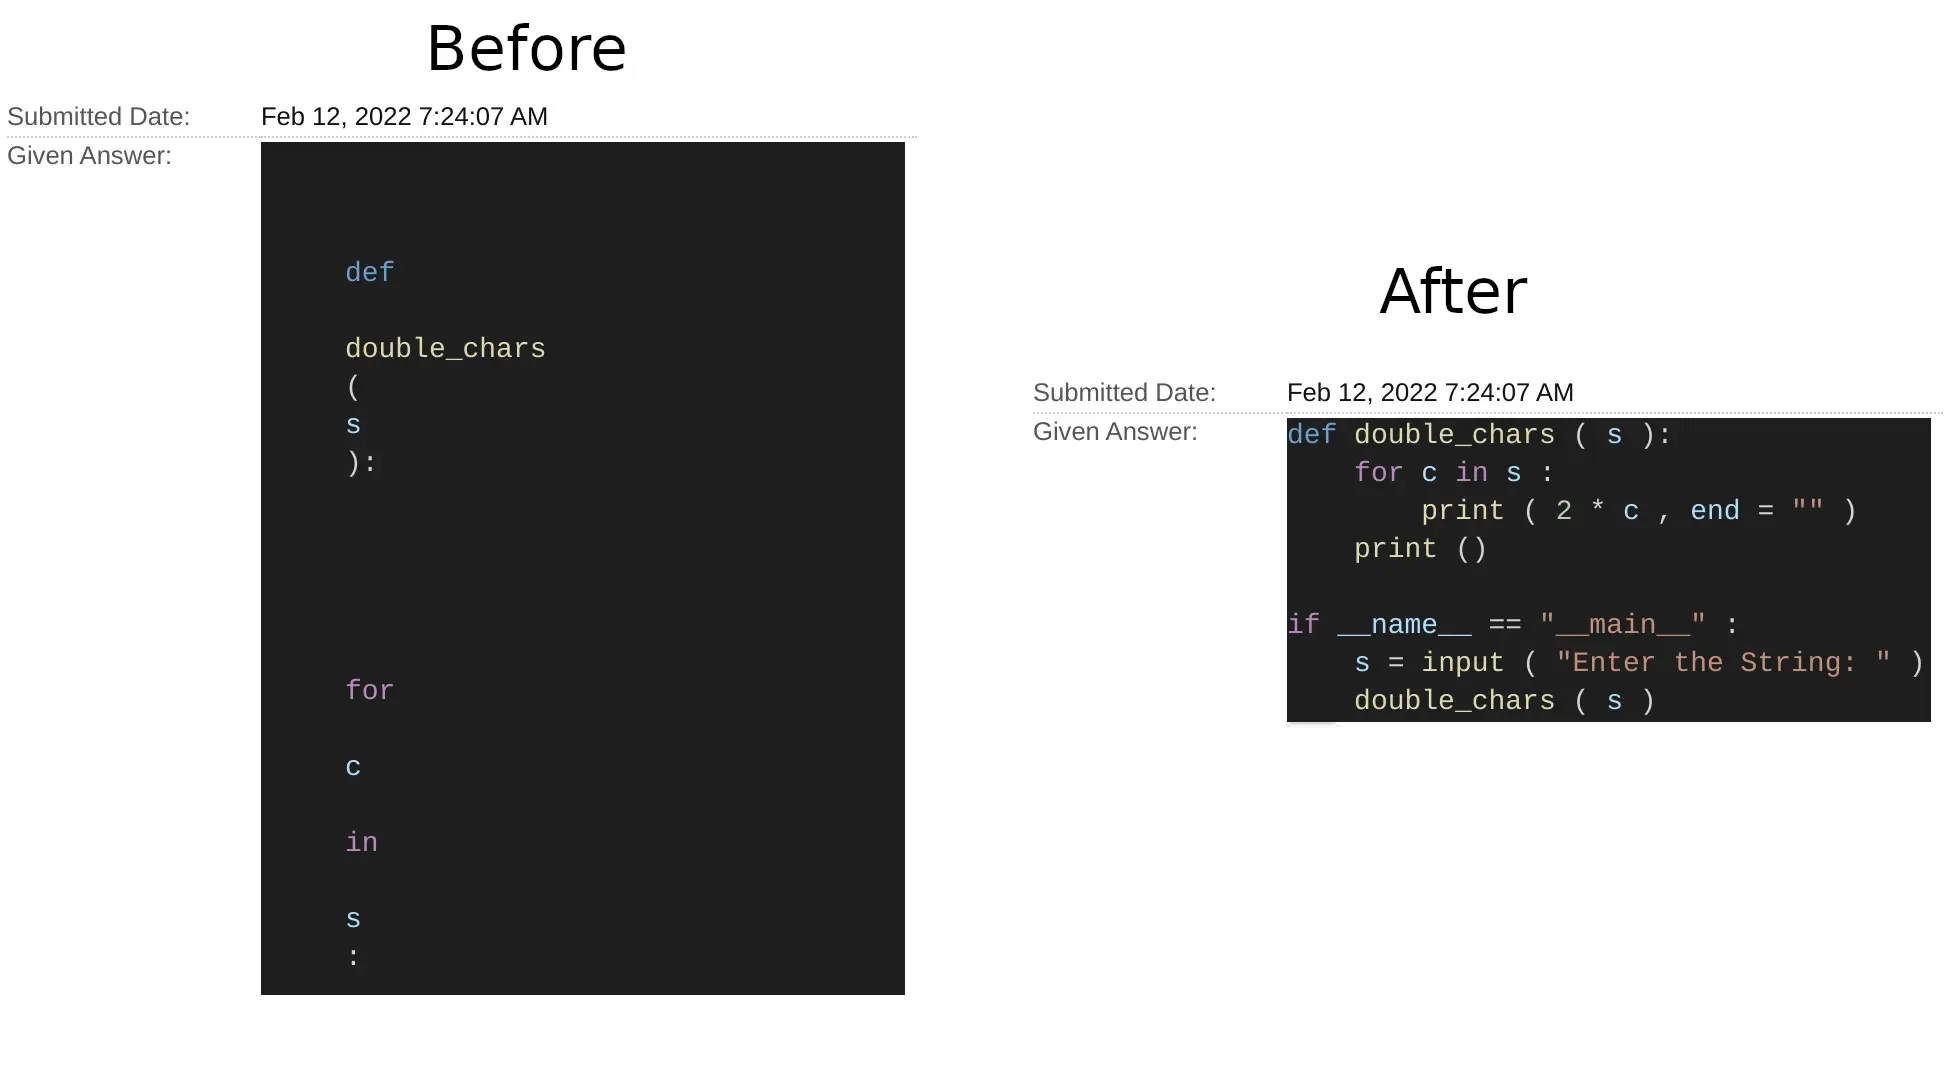 Before
Submitted Date: Feb 12, 2022 7:24:07 AM
Given Answer:
def
double_chars
(
s
):
for
c
in
s
:
After
Submitted Date: Feb 12, 2022 7:24:07 AM
Given Answer:
def double_chars ( s ):
    for c in s :
        print ( 2 * c , end = "" )
    print ()
if __name__ == "__main__" :
    s = input ( "Enter the String: " )
    double_chars ( s )